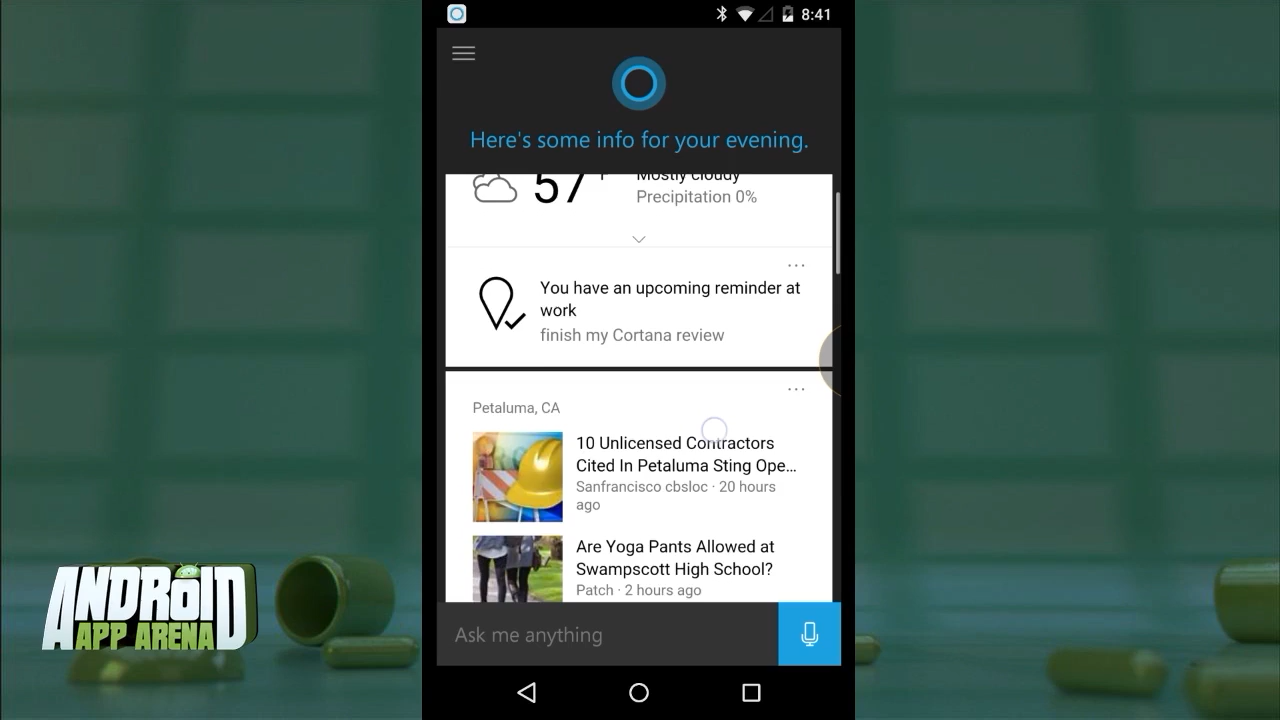 8:41
Here's some info for your evening.
57 F Mostly cloudy
Precipitation 0%
You have an upcoming reminder at
work
finish my Cortana review
Petaluma, CA
10 Unlicensed Contractors
Cited In Petaluma Sting Ope...
Sanfrancisco cbsloc · 20 hours
ago
Are Yoga Pants Allowed at
Swampscott High School?
Patch · 2 hours ago
Ask me anything
ANDROID
APP ARENA